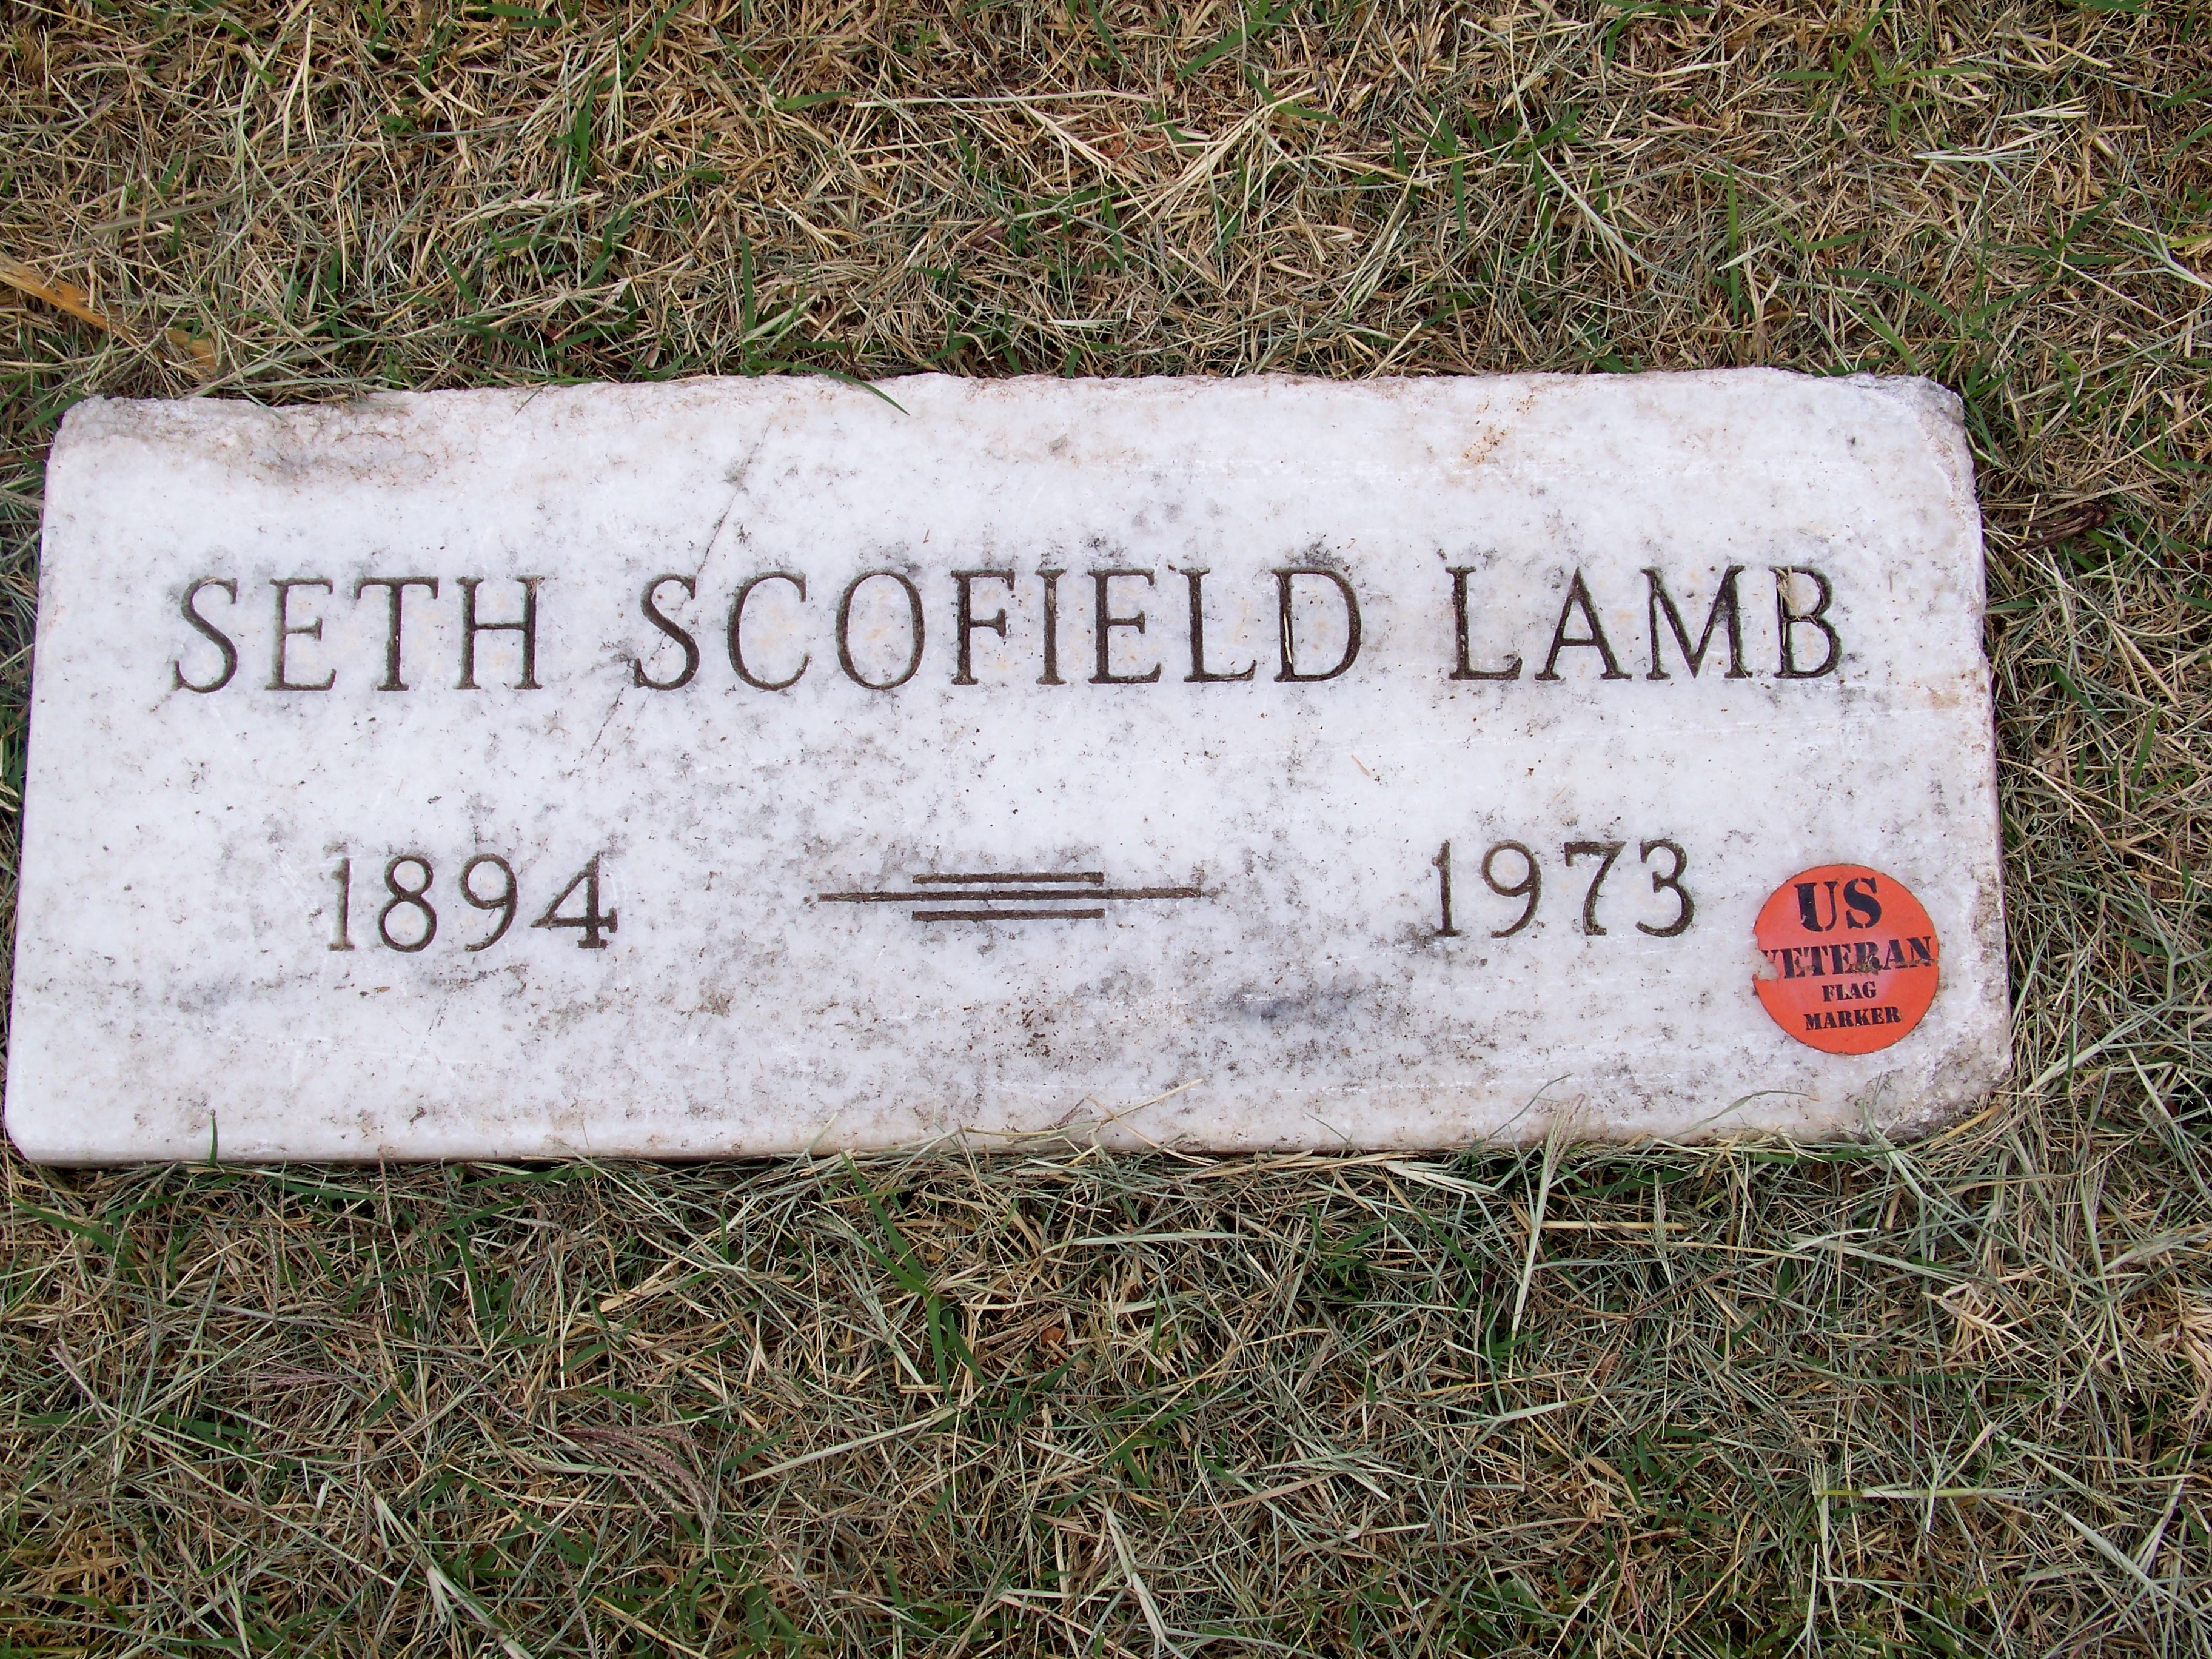 SETH SCOFIELD LAMB
1894 1973
US
VETERAN
FLAG
MARKER